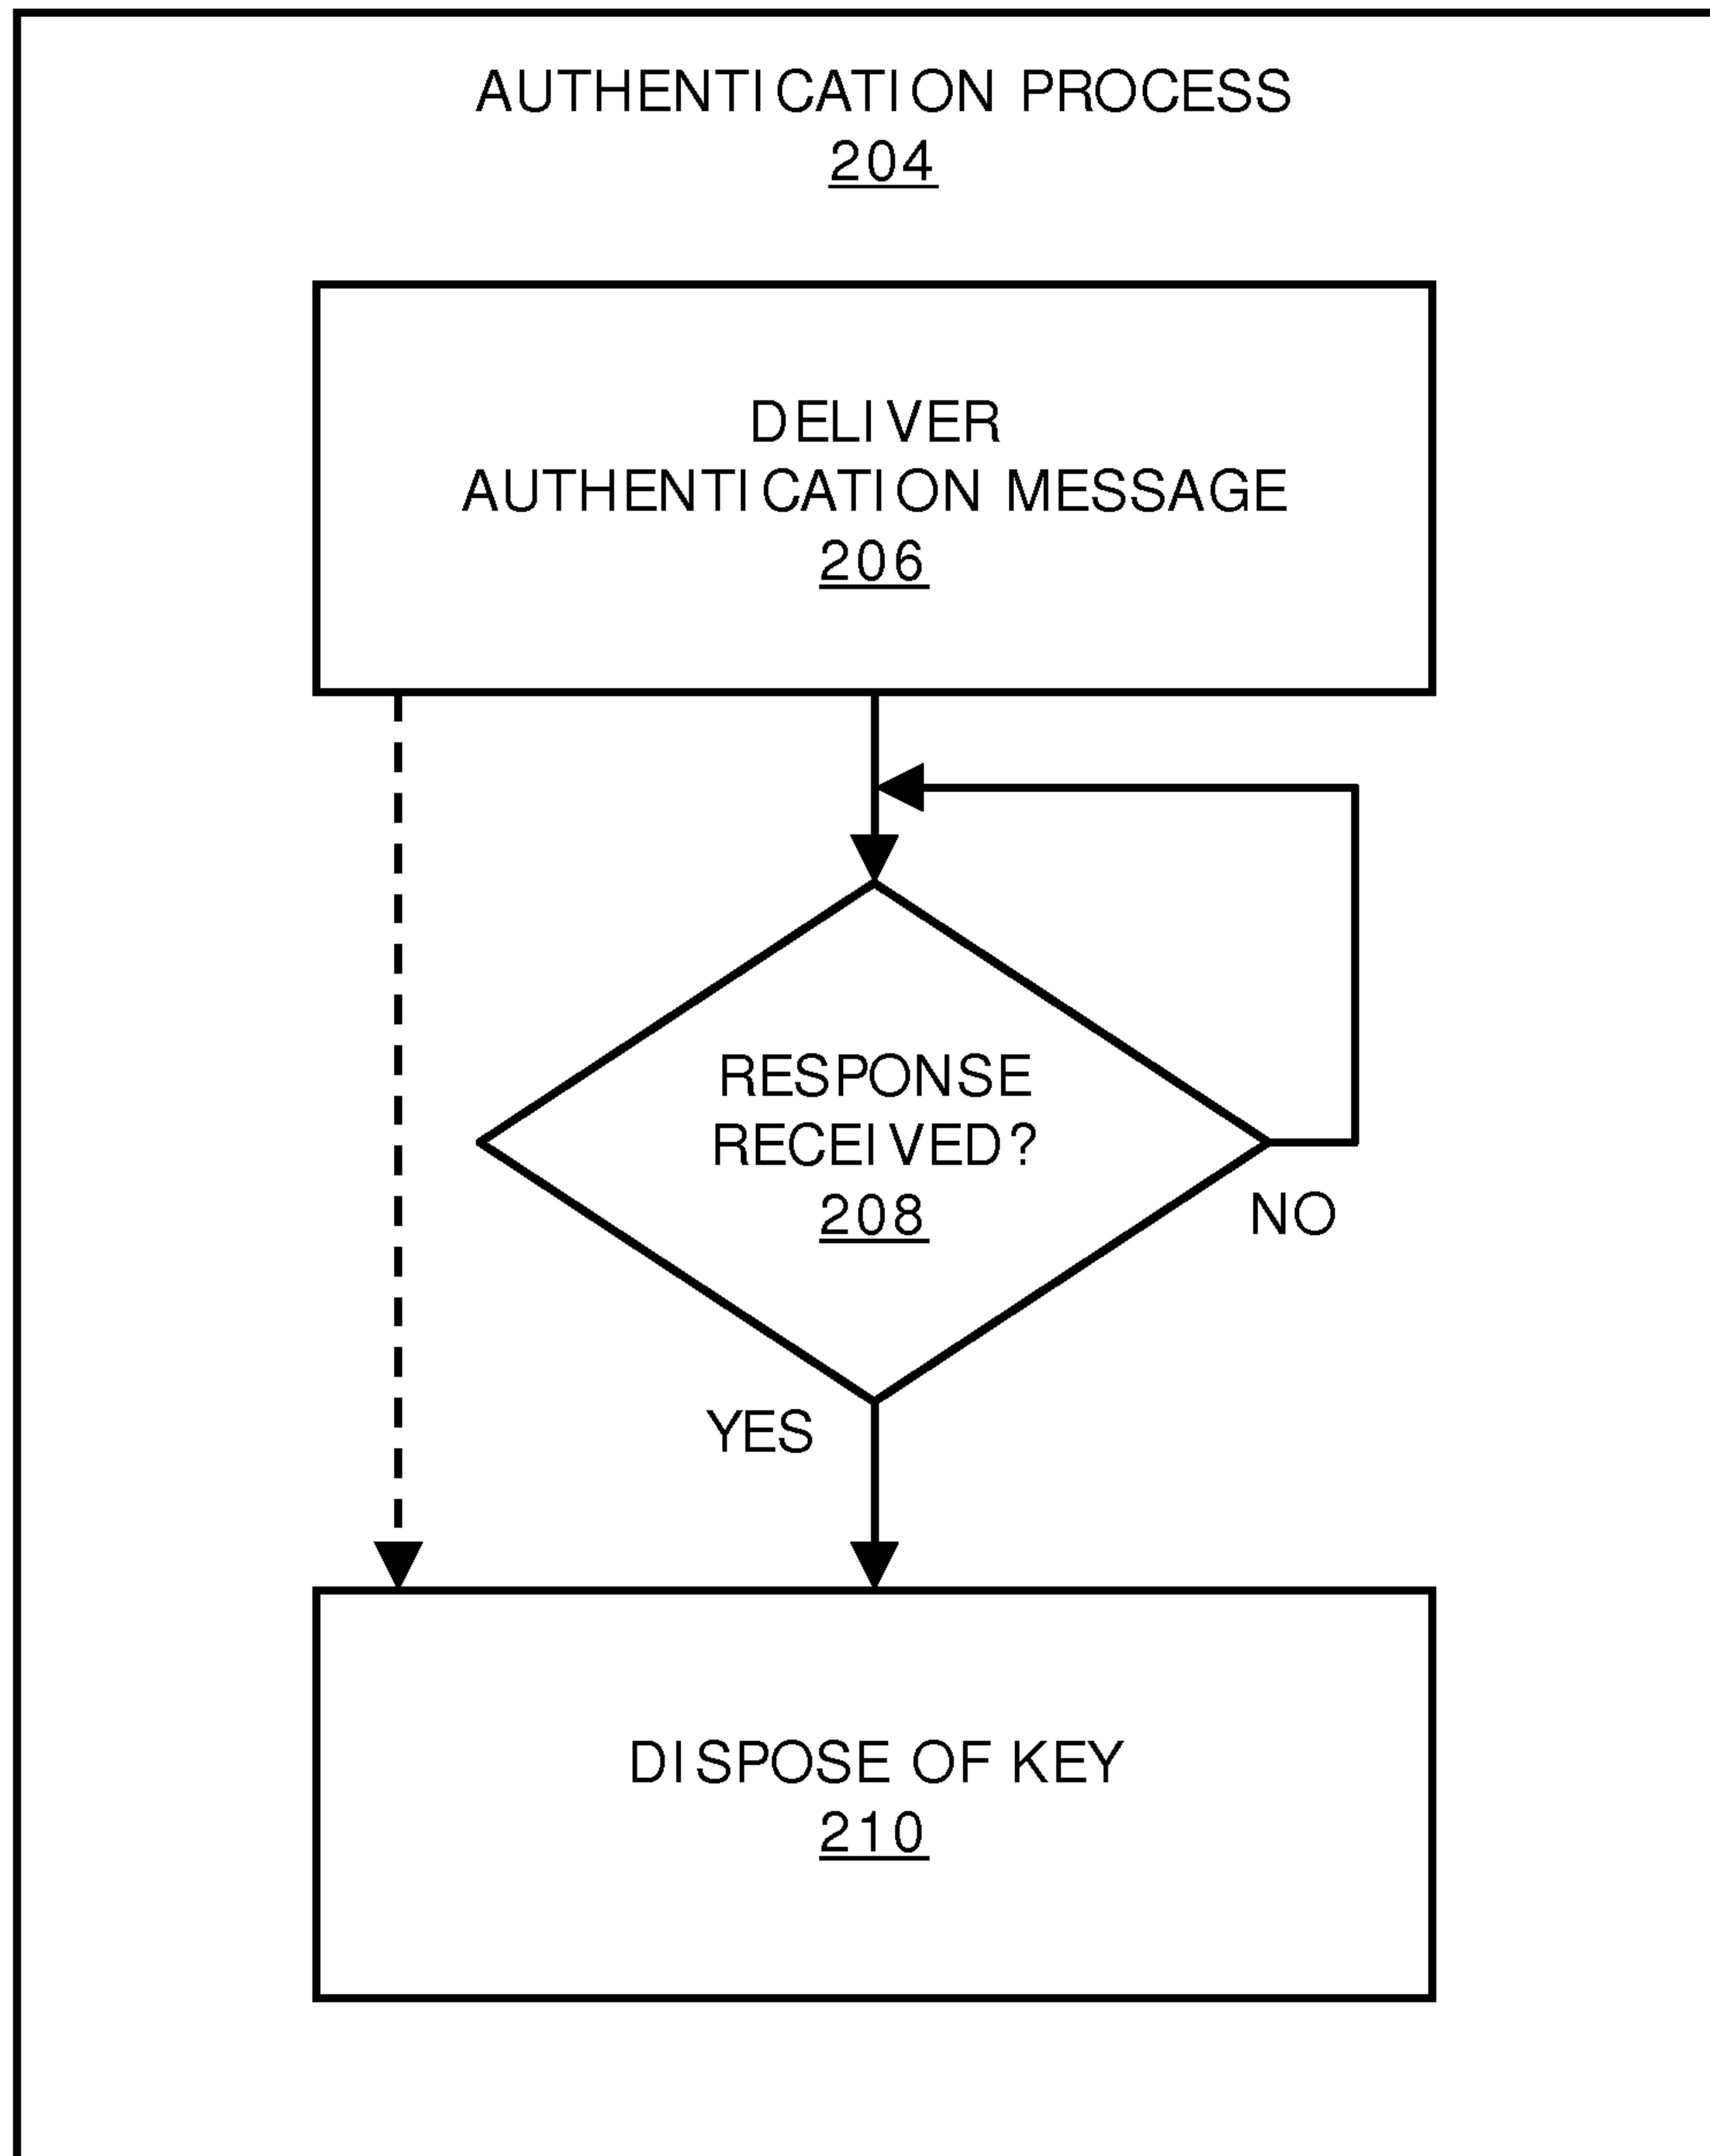 AUTHENTICATION PROCESS
204
DELIVER
AUTHENTICATION MESSAGE
206
RESPONSE
RECEIVED?
208
NO
YES
DISPOSE OF KEY
210